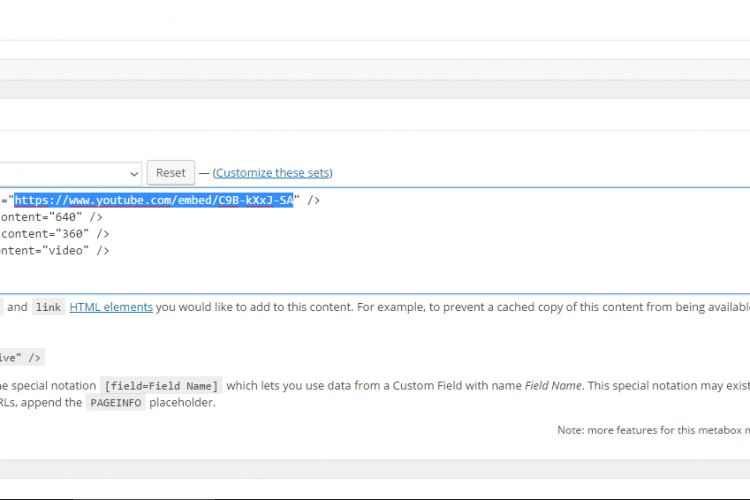 Reset — (Customize these sets)
="https://www.youtube.com/embed/C9B-kXxJ-SA" />
ontent="640" />
content="360" />
ntent="video" />
and link HTML elements you would like to add to this content. For example, to prevent a cached copy of this content from being available
ive" />
he special notation [field=Field Name] which lets you use data from a Custom Field with name Field Name. This special notation may exist
RLs, append the PAGEINFO placeholder.
Note: more features for this metabox m